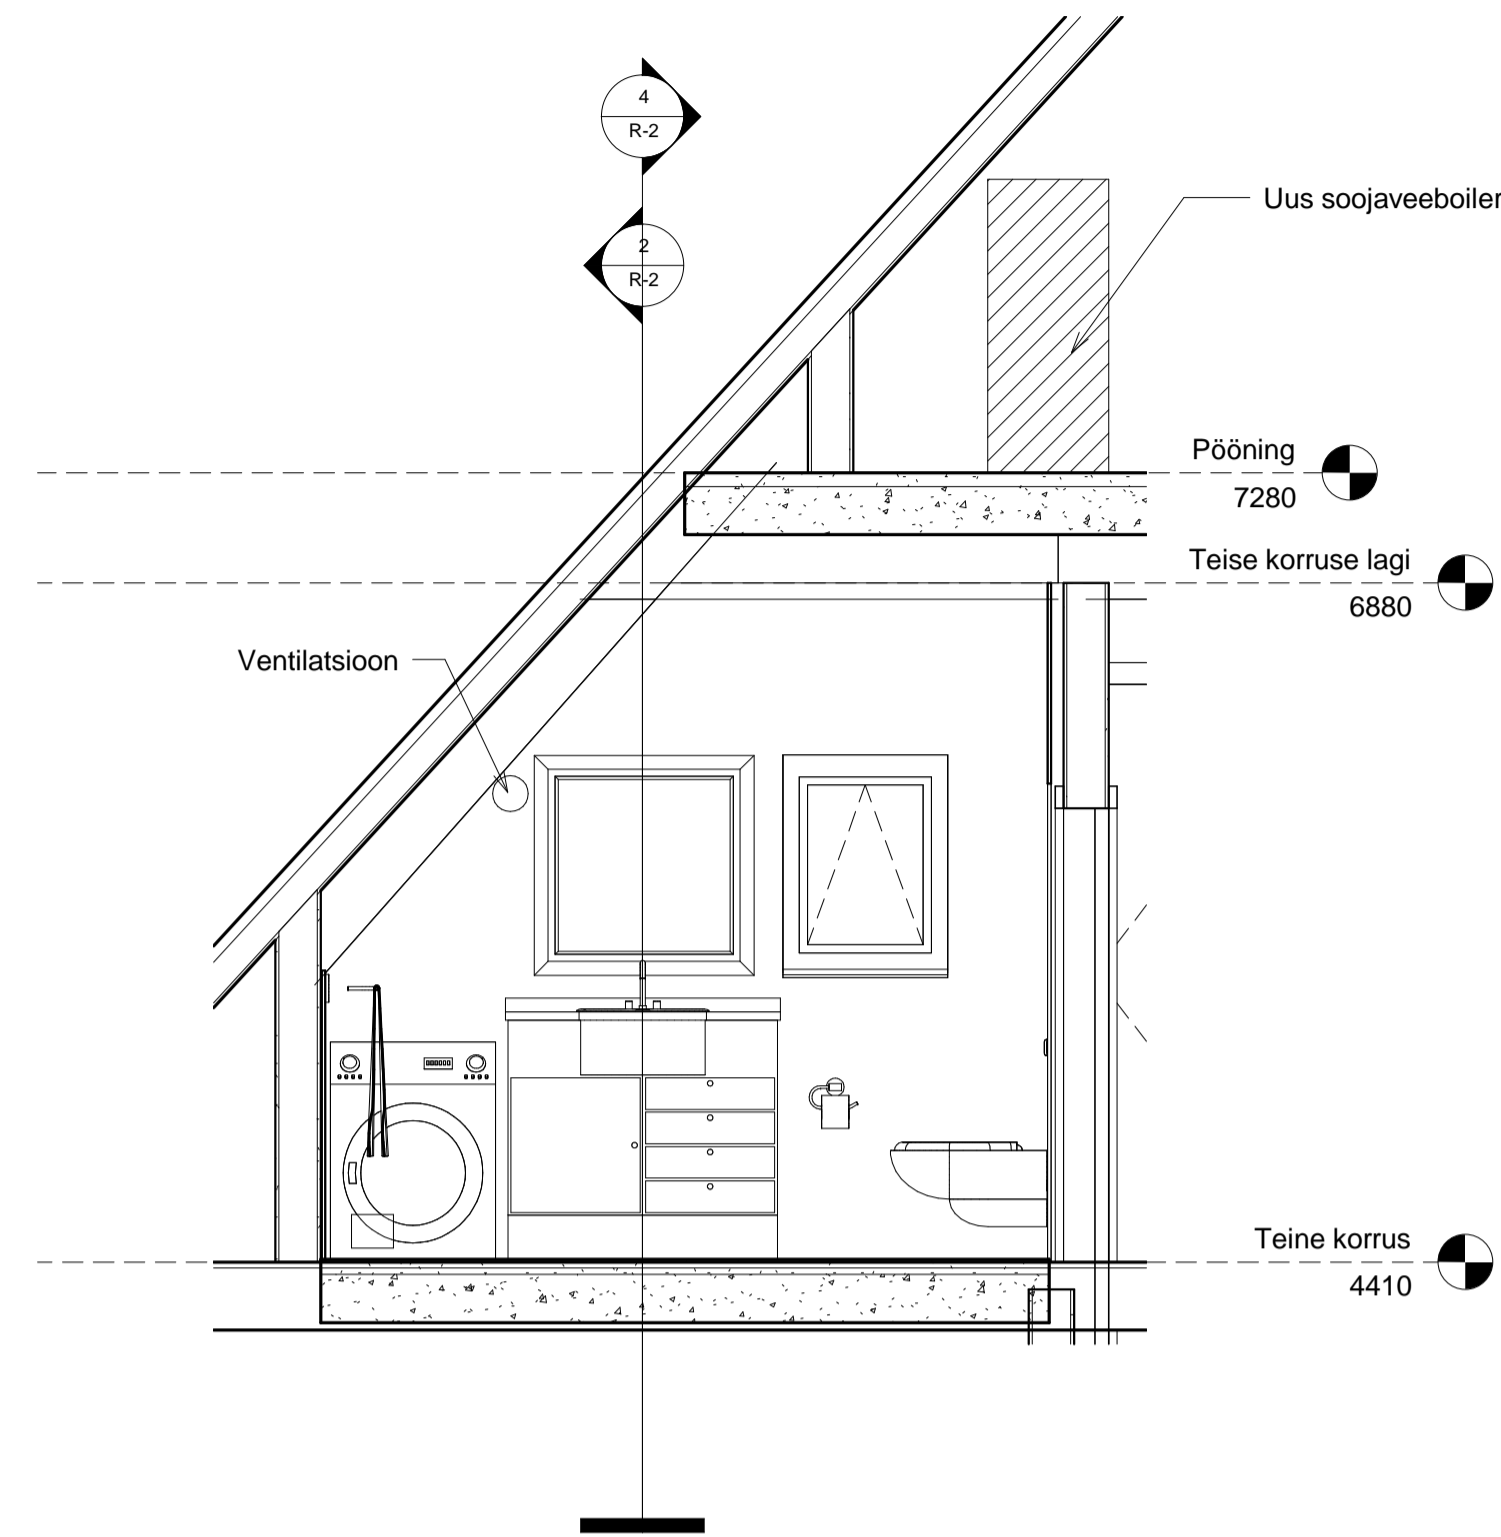 4
R-2
2
R-2
Uus soojaveeboiler
Pööning
7280
Teise korruse lagi
6880
Ventilatsioon
Teine korrus
4410